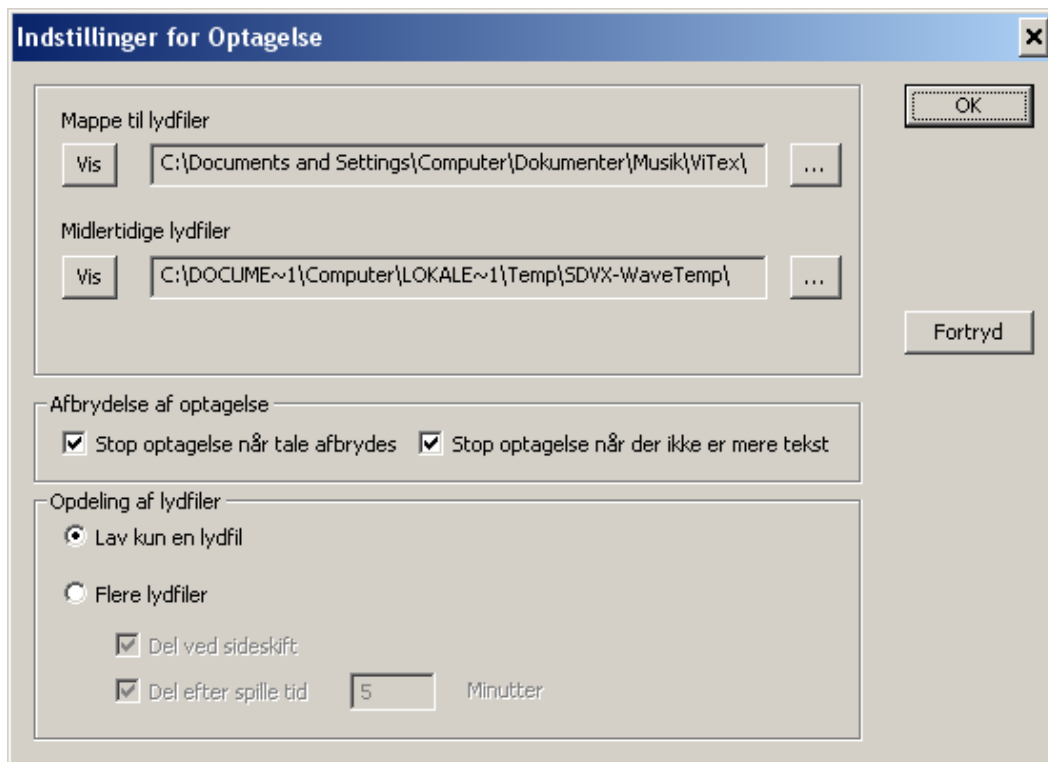 Indstillinger for Optagelse
OK
Mappe til lydfiler
Vis C:\Documents and Settings\Computer\Dokumenter\Musik\ViTex\ ...
Midlertidige lydfiler
Vis C:\DOCUME~1\Computer\LOKALE~1\Temp\SDVX-WaveTemp\ ...
Fortryd
Afbrydelse af optagelse
Stop optagelse når tale afbrydes Stop optagelse når der ikke er mere tekst
Opdeling af lydfiler
Lav kun en lydfil
Flere lydfiler
Del ved sideskift
Del efter spille tid 5 Minutter